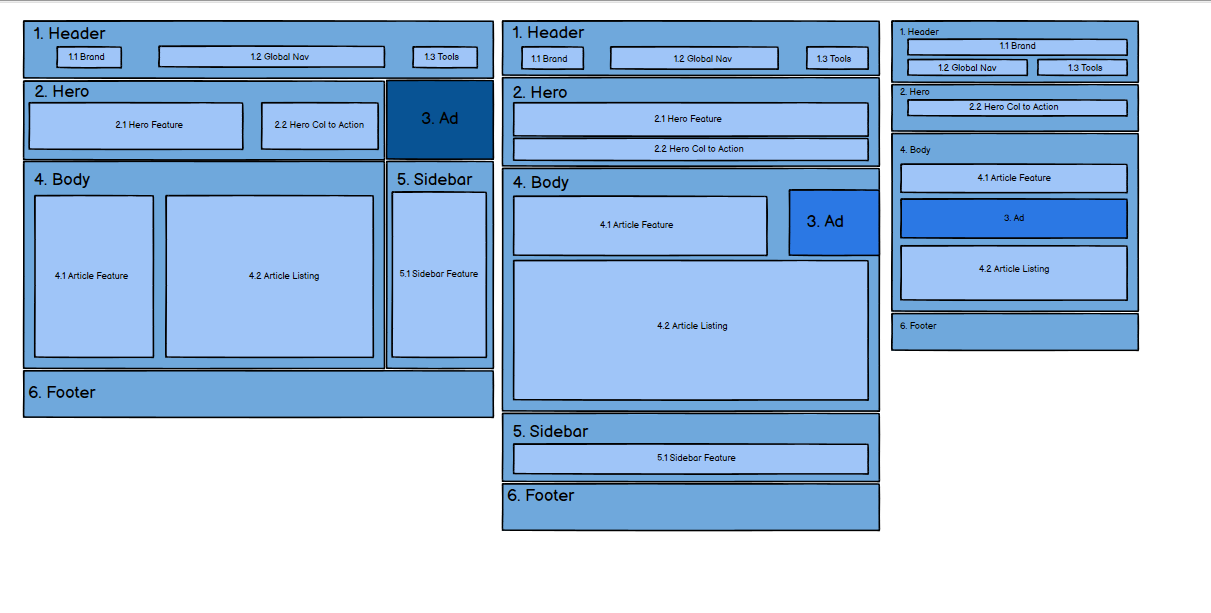 1. Header
1.1 Brand
1.2 Global Nav
1.3 Tools
2. Hero
2.1 Hero Feature
2.2 Hero Col to Action
3. Ad
4. Body
4.1 Article Feature
4.2 Article Listing
5. Sidebar
5.1 Sidebar Feature
6. Footer
1. Header
1.1 Brand
1.2 Global Nav
1.3 Tools
2. Hero
2.1 Hero Feature
2.2 Hero Col to Action
4. Body
4.1 Article Feature
3. Ad
4.2 Article Listing
5. Sidebar
5.1 Sidebar Feature
6. Footer
1. Header
1.1 Brand
1.2 Global Nav
1.3 Tools
2. Hero
2.2 Hero Col to Action
4. Body
4.1 Article Feature
3. Ad
4.2 Article Listing
6. Footer